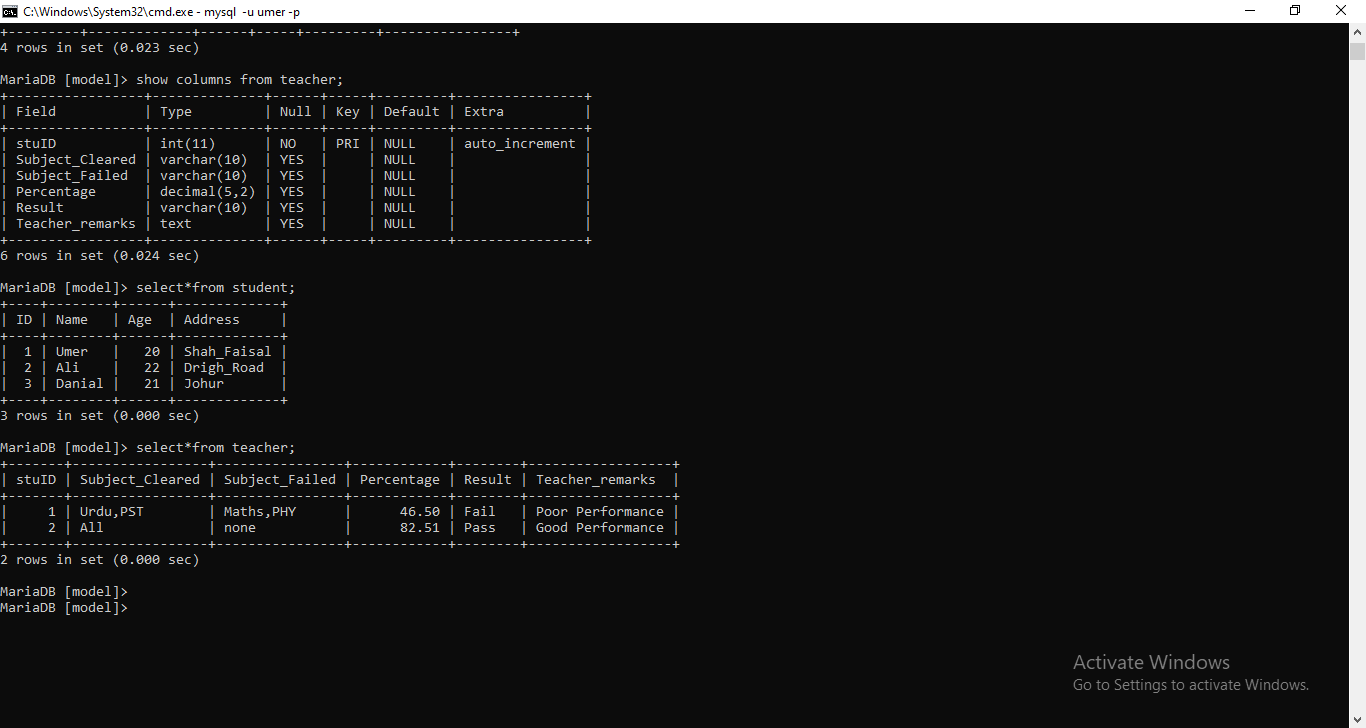 C:\Windows\System32\cmd.exe - mysql  -u umer -p
+---------+-------------+------+-----+---------+----------------+
4 rows in set (0.023 sec)
MariaDB [model]> show columns from teacher;
+-----------------+--------------+------+-----+---------+----------------+
| Field           | Type         | Null | Key | Default | Extra          |
+-----------------+--------------+------+-----+---------+----------------+
| stuID           | int(11)      | NO   | PRI | NULL    | auto_increment |
| Subject_Cleared | varchar(10)  | YES  |     | NULL    |                |
| Subject_Failed  | varchar(10)  | YES  |     | NULL    |                |
| Percentage      | decimal(5,2) | YES  |     | NULL    |                |
| Result          | varchar(10)  | YES  |     | NULL    |                |
| Teacher_remarks | text         | YES  |     | NULL    |                |
+-----------------+--------------+------+-----+---------+----------------+
6 rows in set (0.024 sec)
MariaDB [model]> select*from student;
+----+--------+------+-------------+
| ID | Name   | Age  | Address     |
+----+--------+------+-------------+
|  1 | Umer   |   20 | Shah_Faisal |
|  2 | Ali    |   22 | Drigh_Road  |
|  3 | Danial |   21 | Johur       |
+----+--------+------+-------------+
3 rows in set (0.000 sec)
MariaDB [model]> select*from teacher;
+-------+-----------------+----------------+------------+--------+------------------+
| stuID | Subject_Cleared | Subject_Failed | Percentage | Result | Teacher_remarks  |
+-------+-----------------+----------------+------------+--------+------------------+
|     1 | Urdu,PST        | Maths,PHY      |      46.50 | Fail   | Poor Performance |
|     2 | All             | none           |      82.51 | Pass   | Good Performance |
+-------+-----------------+----------------+------------+--------+------------------+
2 rows in set (0.000 sec)
MariaDB [model]>
MariaDB [model]>
Activate Windows
Go to Settings to activate Windows.